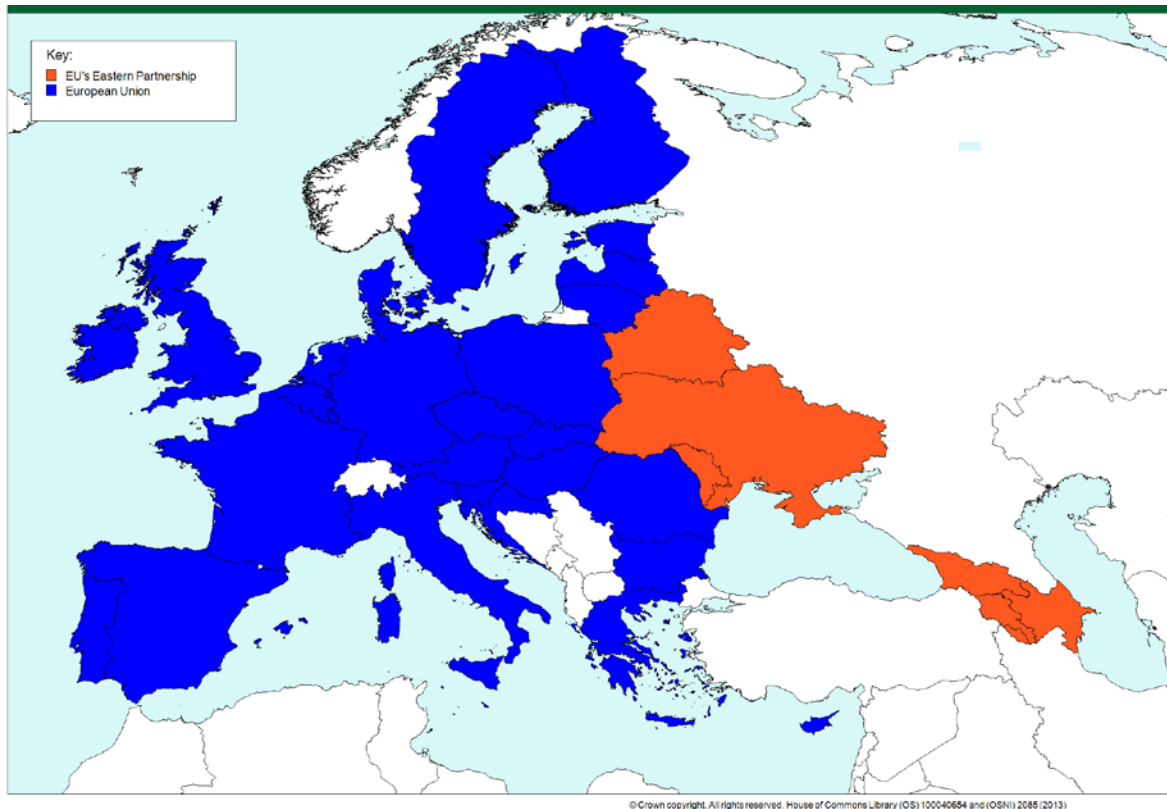 Key:
EU's Eastern Partnership
European Union
© Crown copyright. All rights reserved. House of Commons Library (OS) 100040654 and (OSNI) 2085 (2013)